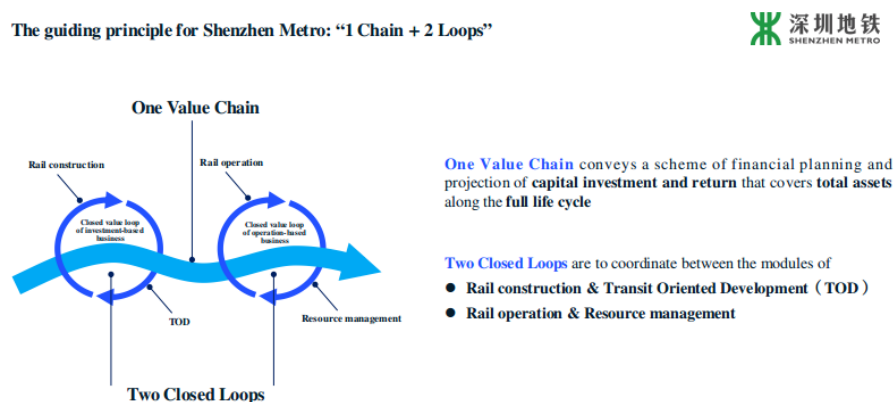 The guiding principle for Shenzhen Metro: “1 Chain + 2 Loops”
深圳地铁
SHENZHEN METRO
One Value Chain
Rail construction
Rail operation
Closed value loop
of investment-based
business
Closed value loop
of operation-based
business
TOD
Resource management
Two Closed Loops
One Value Chain conveys a scheme of financial planning and
projection of capital investment and return that covers total assets
along the full life cycle
Two Closed Loops are to coordinate between the modules of
● Rail construction & Transit Oriented Development（TOD）
● Rail operation & Resource management